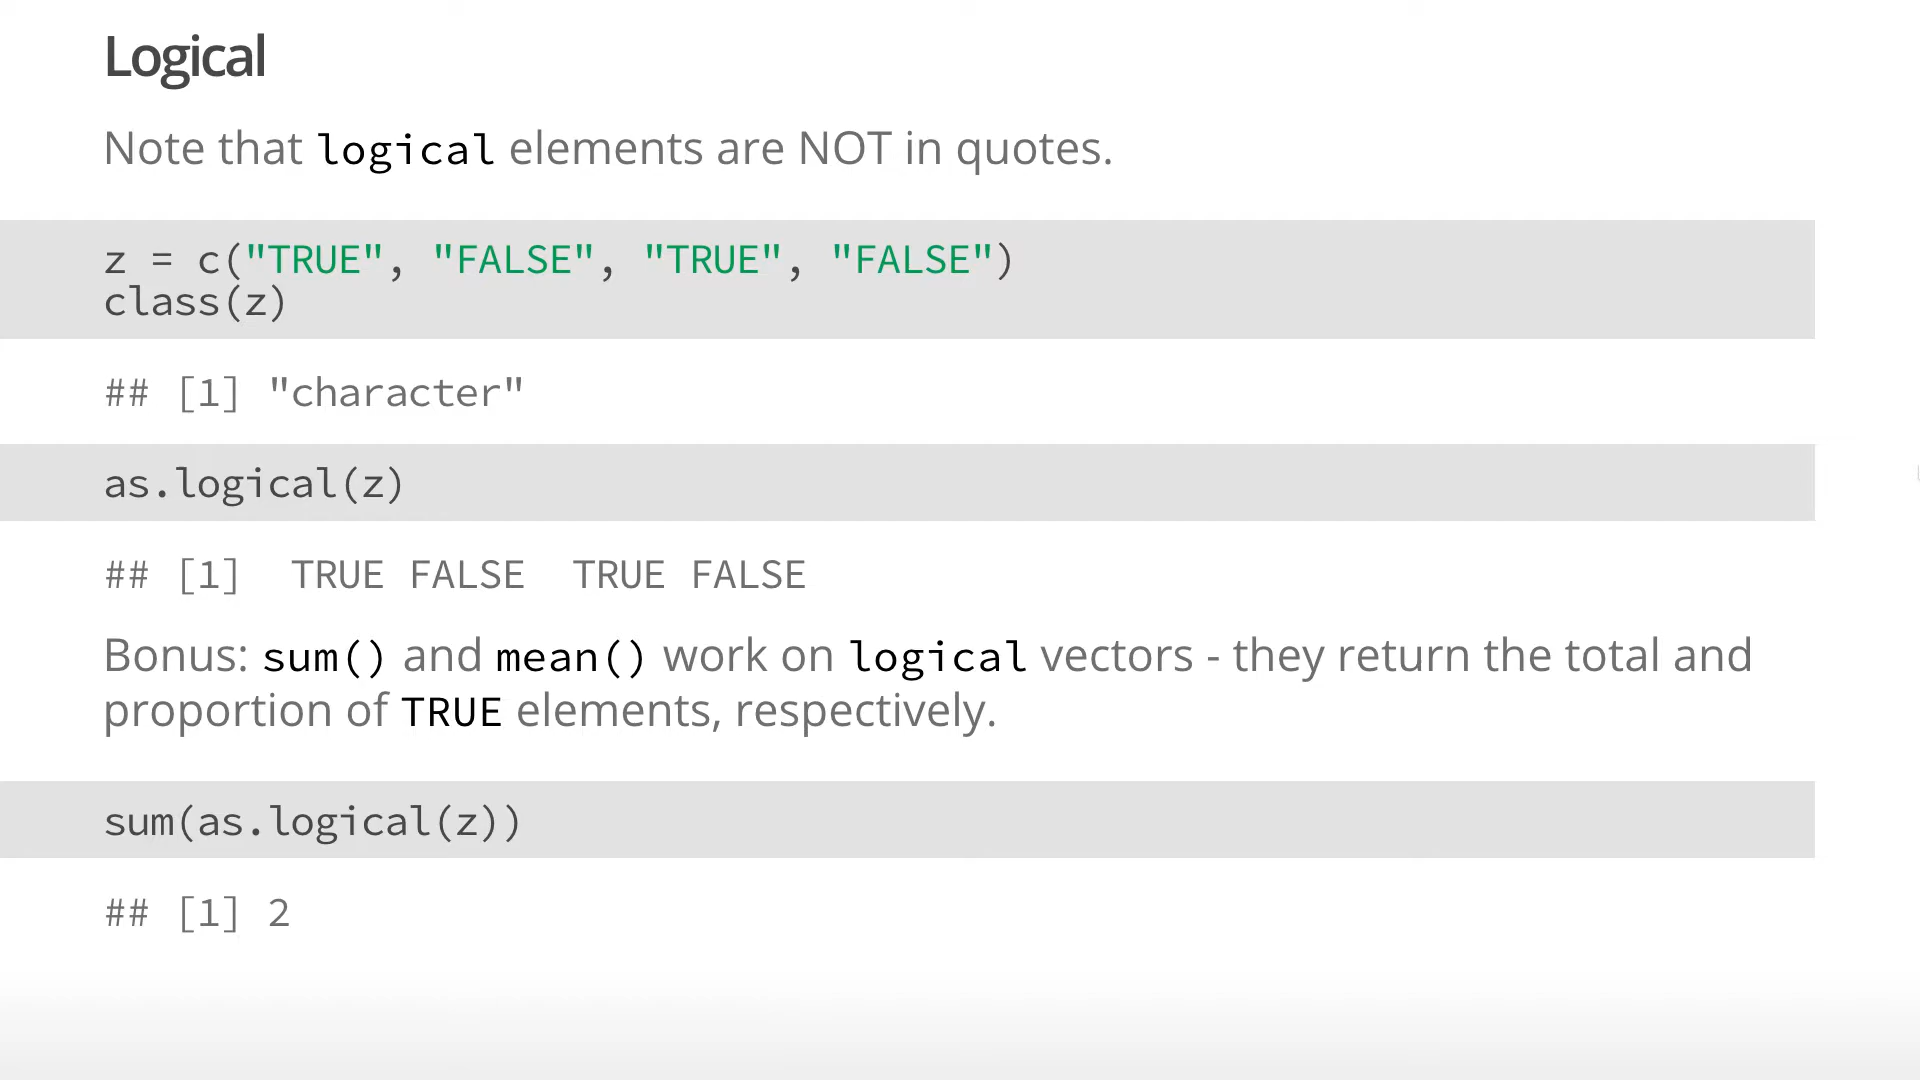 Logical
Note that logical elements are NOT in quotes.
z = c("TRUE", "FALSE", "TRUE", "FALSE")
class(z)
## [1] "character"
as.logical(z)
## [1]  TRUE FALSE  TRUE FALSE
Bonus: sum() and mean() work on logical vectors - they return the total and
proportion of TRUE elements, respectively.
sum(as.logical(z))
## [1] 2